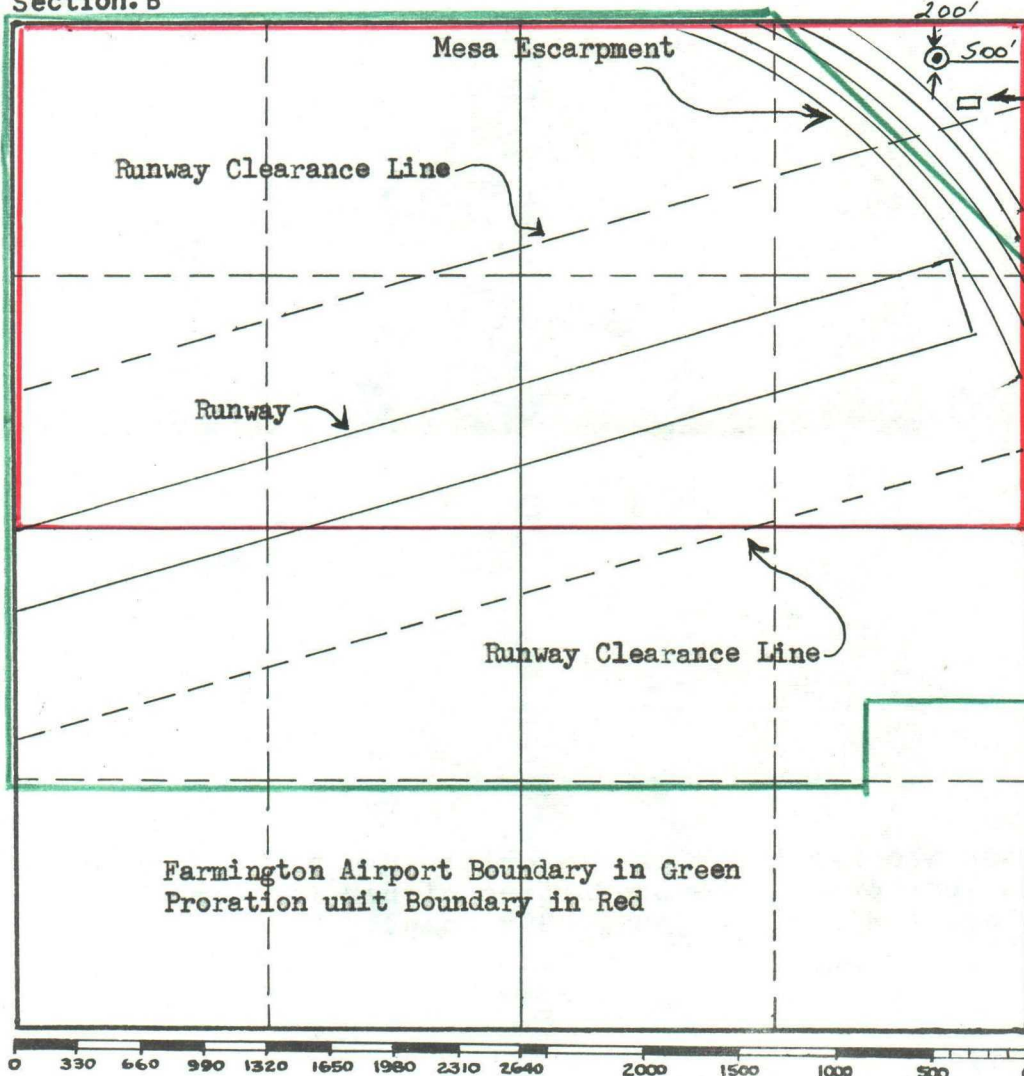 Section.B
200'
Mesa Escarpment
500'
Runway Clearance Line
Runway
Runway Clearance Line
Farmington Airport Boundary in Green
Proration unit Boundary in Red
0 330 660 990 1320 1650 1980 2310 2640 2000 1500 1000 500